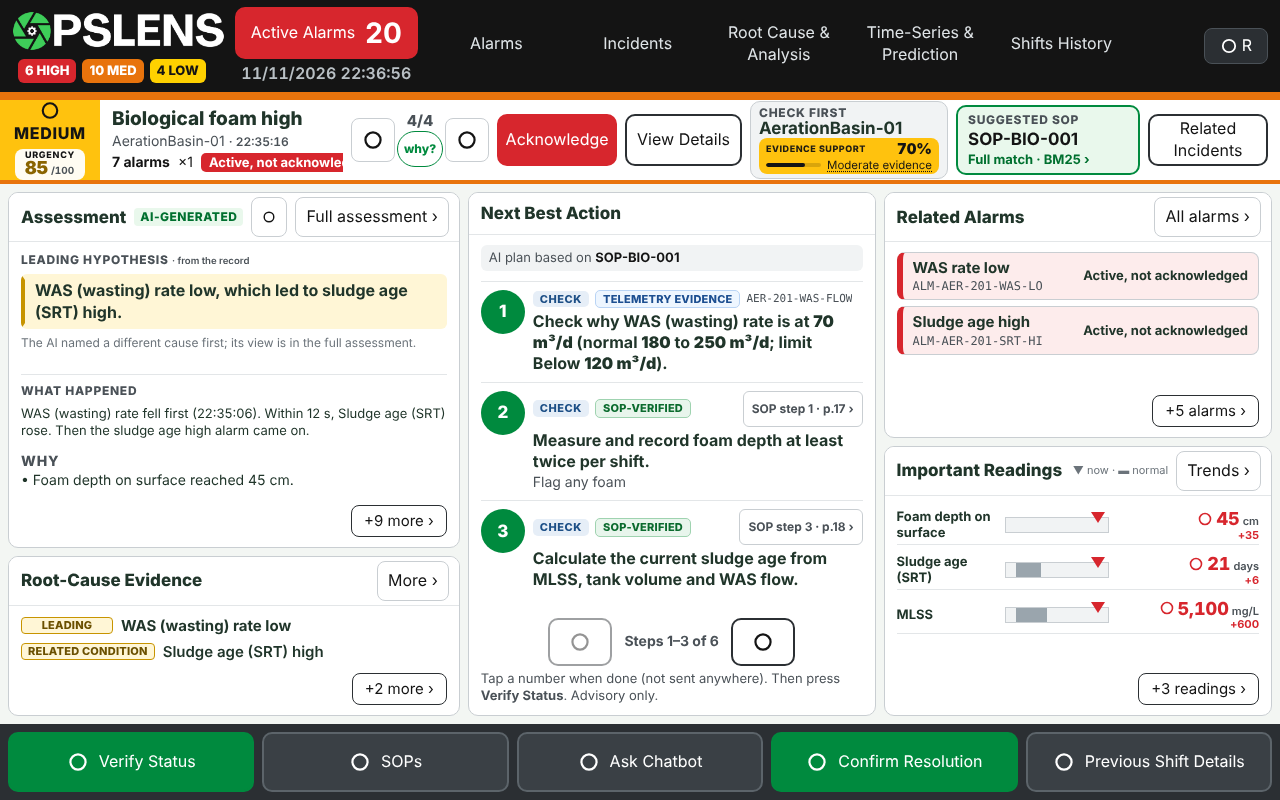 OPSLENS
Active Alarms 20
6 HIGH
10 MED
4 LOW
11/11/2026 22:36:56
Alarms
Incidents
Root Cause &
Analysis
Time-Series &
Prediction
Shifts History
R
MEDIUM
URGENCY
85 /100
Biological foam high
AerationBasin-01 · 22:35:16
7 alarms ×1 Active, not acknowle
4/4
why?
Acknowledge
View Details
CHECK FIRST
AerationBasin-01
EVIDENCE SUPPORT 70%
Moderate evidence
SUGGESTED SOP
SOP-BIO-001
Full match · BM25 ›
Related
Incidents
Assessment AI-GENERATED
Full assessment ›
LEADING HYPOTHESIS · from the record
WAS (wasting) rate low, which led to sludge age
(SRT) high.
The AI named a different cause first; its view is in the full assessment.
WHAT HAPPENED
WAS (wasting) rate fell first (22:35:06). Within 12 s, Sludge age (SRT)
rose. Then the sludge age high alarm came on.
WHY
• Foam depth on surface reached 45 cm.
+9 more ›
Root-Cause Evidence
More ›
LEADING WAS (wasting) rate low
RELATED CONDITION Sludge age (SRT) high
+2 more ›
Next Best Action
AI plan based on SOP-BIO-001
1
CHECK TELEMETRY EVIDENCE AER-201-WAS-FLOW
Check why WAS (wasting) rate is at 70
m³/d (normal 180 to 250 m³/d; limit
Below 120 m³/d).
2
CHECK SOP-VERIFIED SOP step 1 · p.17 ›
Measure and record foam depth at least
twice per shift.
Flag any foam
3
CHECK SOP-VERIFIED SOP step 3 · p.18 ›
Calculate the current sludge age from
MLSS, tank volume and WAS flow.
Steps 1–3 of 6
Tap a number when done (not sent anywhere). Then press
Verify Status. Advisory only.
Related Alarms
All alarms ›
WAS rate low
ALM-AER-201-WAS-LO
Active, not acknowledged
Sludge age high
ALM-AER-201-SRT-HI
Active, not acknowledged
+5 alarms ›
Important Readings ▼ now · ▬ normal
Trends ›
Foam depth on
surface
45 cm
+35
Sludge age
(SRT)
21 days
+6
MLSS
5,100 mg/L
+600
+3 readings ›
Verify Status
SOPs
Ask Chatbot
Confirm Resolution
Previous Shift Details